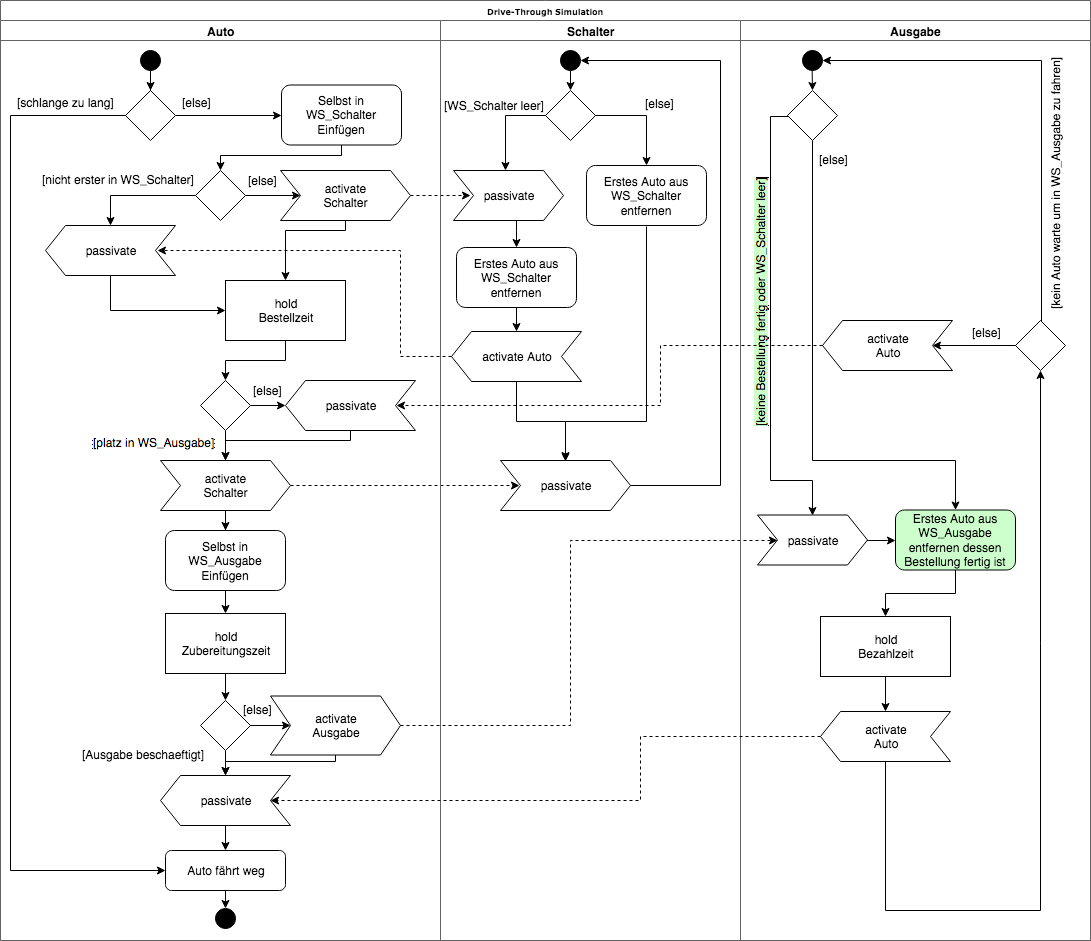 Drive-Through Simulation
Auto
Schalter
Ausgabe
[schlange zu lang]
[else]
Selbst in
WS_Schalter
Einfügen
[nicht erster in WS_Schalter]
[else]
activate
Schalter
passivate
hold
Bestellzeit
[else]
passivate
[platz in WS_Ausgabe]
activate
Schalter
Selbst in
WS_Ausgabe
Einfügen
hold
Zubereitungszeit
[else]
activate
Ausgabe
[Ausgabe beschaeftigt]
passivate
Auto fährt weg
[WS_Schalter leer]
[else]
passivate
Erstes Auto aus
WS_Schalter
entfernen
Erstes Auto aus
WS_Schalter
entfernen
activate Auto
passivate
[else]
[keine Bestellung fertig oder WS_Schalter leer]
[kein Auto warte um in WS_Ausgabe zu fahren]
activate
Auto
[else]
passivate
Erstes Auto aus
WS_Ausgabe
entfernen dessen
Bestellung fertig ist
hold
Bezahlzeit
activate
Auto